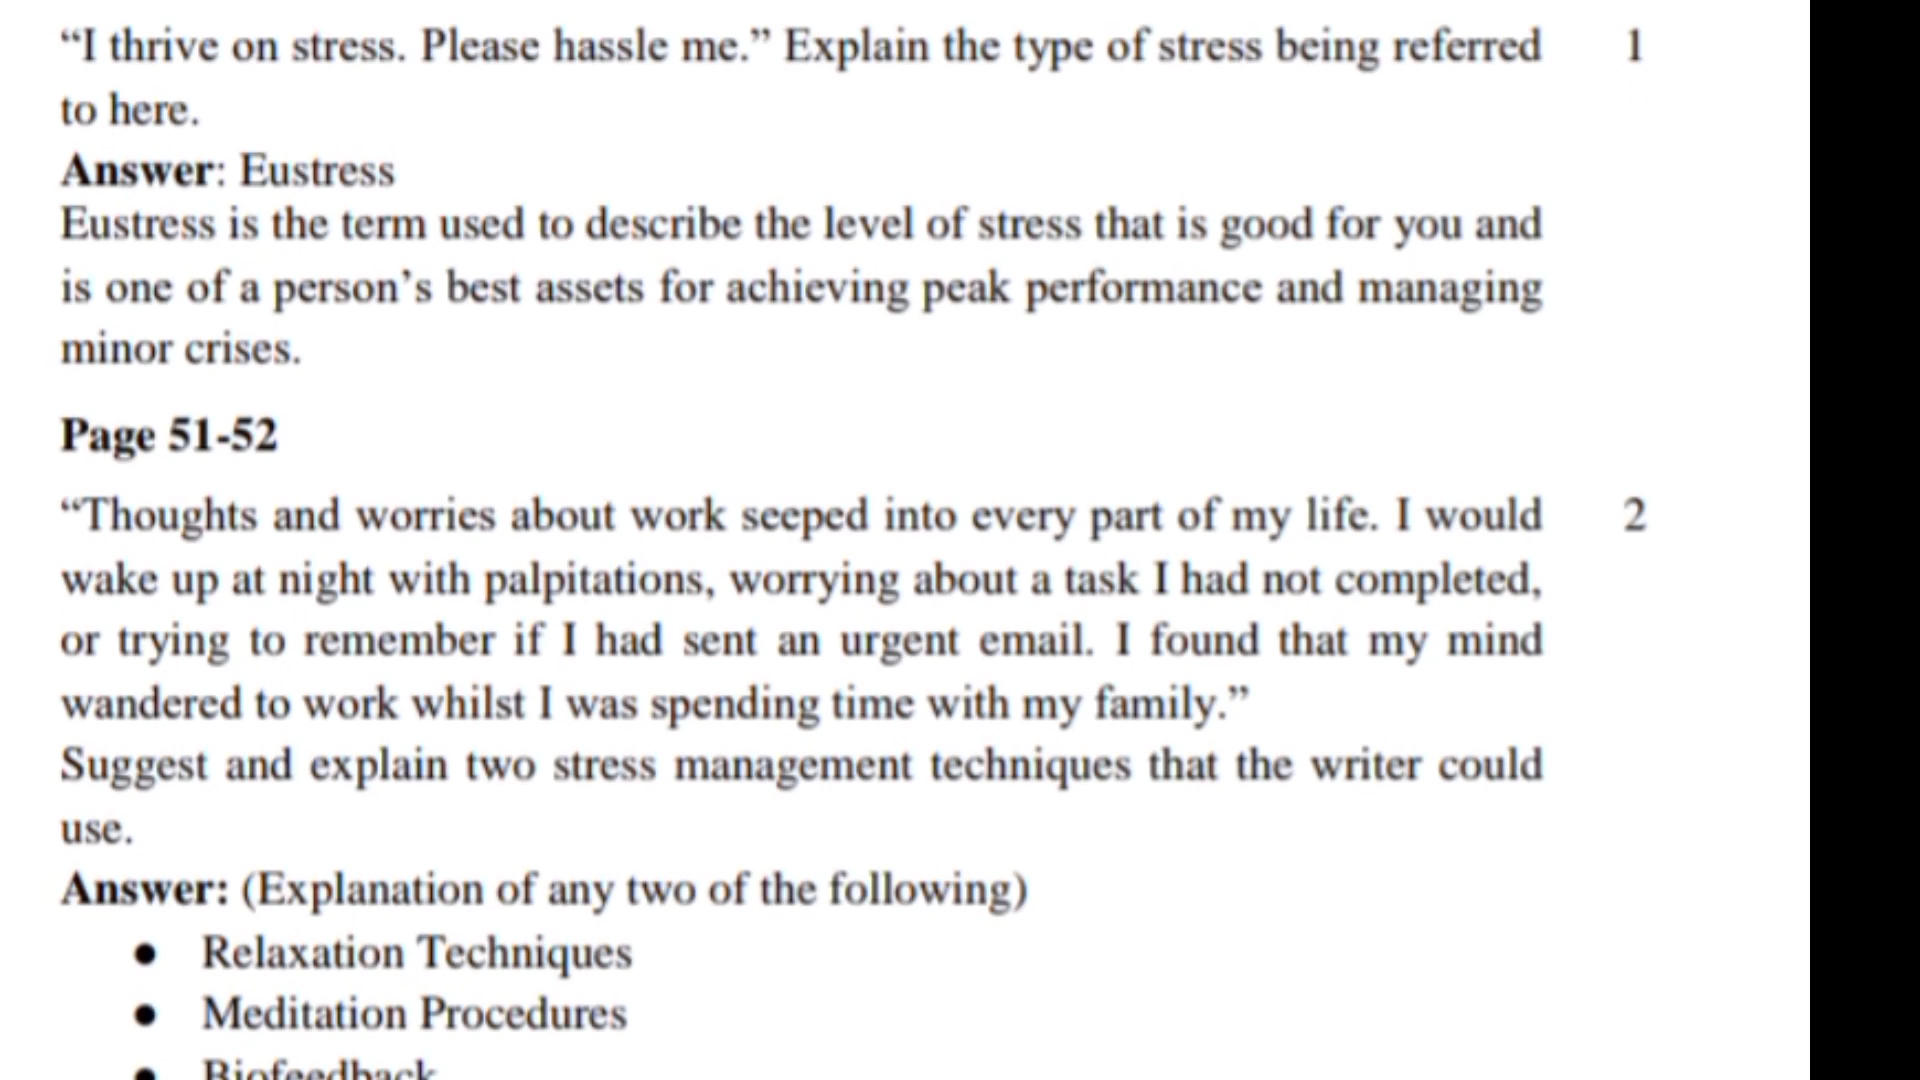 “I thrive on stress. Please hassle me.” Explain the type of stress being referred 1
to here.
Answer: Eustress
Eustress is the term used to describe the level of stress that is good for you and
is one of a person’s best assets for achieving peak performance and managing
minor crises.
Page 51-52
“Thoughts and worries about work seeped into every part of my life. I would 2
wake up at night with palpitations, worrying about a task I had not completed,
or trying to remember if I had sent an urgent email. I found that my mind
wandered to work whilst I was spending time with my family.”
Suggest and explain two stress management techniques that the writer could
use.
Answer: (Explanation of any two of the following)
● Relaxation Techniques
● Meditation Procedures
● Biofeedback